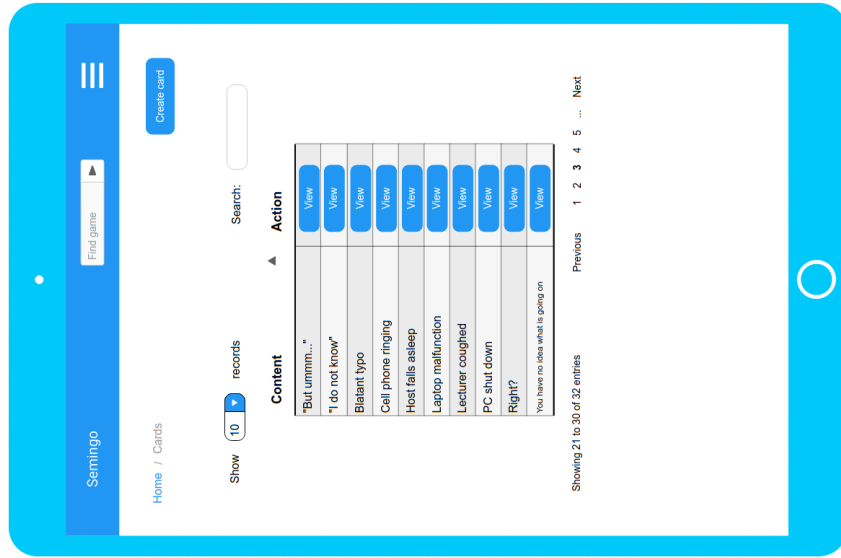 Semingo Find game
Home / Cards Create card
Show 10 records Search:
Content Action
"But ummm..." View
"I do not know" View
Blatant typo View
Cell phone ringing View
Host falls asleep View
Laptop malfunction View
Lecturer coughed View
PC shut down View
Right? View
You have no idea what is going on View
Showing 21 to 30 of 32 entries Previous 1 2 3 4 5 ... Next